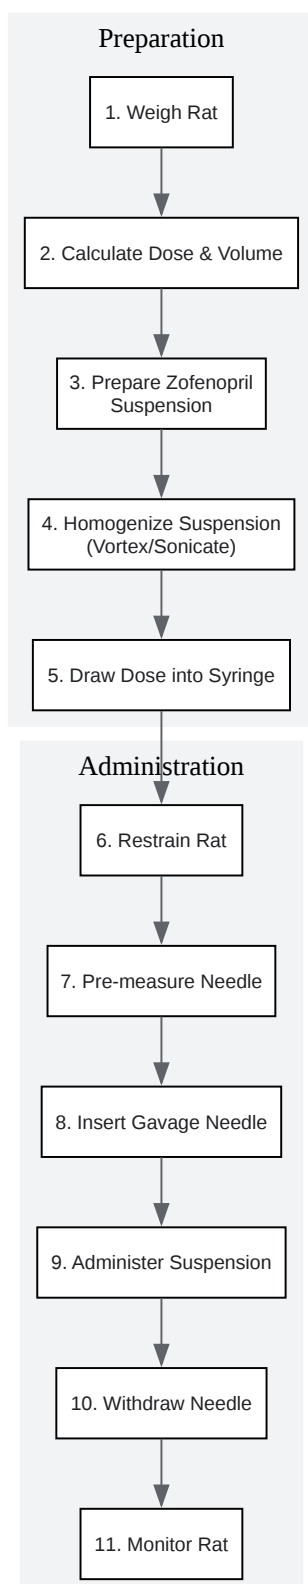 Preparation
1. Weigh Rat
2. Calculate Dose & Volume
3. Prepare Zofenopril
Suspension
4. Homogenize Suspension
(Vortex/Sonicate)
5. Draw Dose into Syringe
Administration
6. Restrain Rat
7. Pre-measure Needle
8. Insert Gavage Needle
9. Administer Suspension
10. Withdraw Needle
11. Monitor Rat